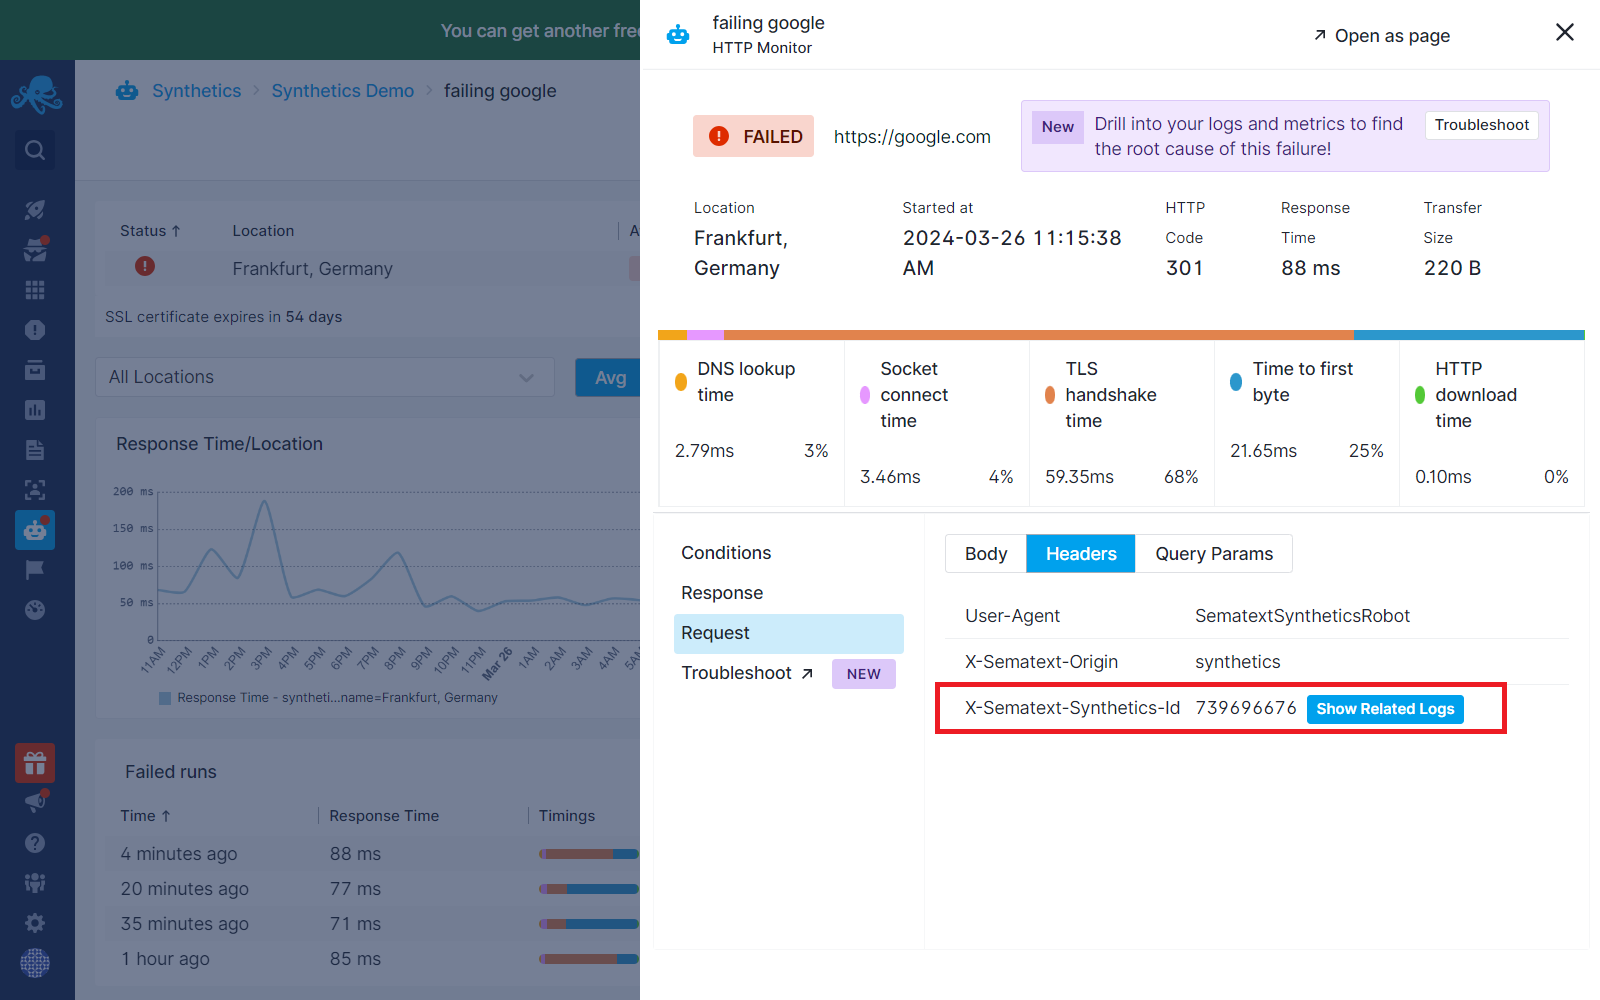 You can get another fre
Synthetics > Synthetics Demo > failing google
Status ↑ Location A
Frankfurt, Germany
SSL certificate expires in 54 days
All Locations Avg
Response Time/Location
200 ms
150 ms
100 ms
50 ms
0
11AM 12PM 1PM 2PM 3PM 4PM 5PM 6PM 7PM 8PM 9PM 10PM 11PM Mar 26 1AM 2AM 3AM 4AM 5A
Response Time - syntheti...name=Frankfurt, Germany
Failed runs
Time ↑ Response Time Timings
4 minutes ago 88 ms
20 minutes ago 77 ms
35 minutes ago 71 ms
1 hour ago 85 ms
failing google
HTTP Monitor
Open as page
FAILED https://google.com
New Drill into your logs and metrics to find Troubleshoot
the root cause of this failure!
Location Started at HTTP Response Transfer
Frankfurt, 2024-03-26 11:15:38 Code Time Size
Germany AM 301 88 ms 220 B
DNS lookup Socket TLS Time to first HTTP
time connect handshake byte download
time time time
2.79ms 3% 21.65ms 25%
3.46ms 4% 59.35ms 68% 0.10ms 0%
Conditions
Response
Request
Troubleshoot NEW
Body Headers Query Params
User-Agent SematextSyntheticsRobot
X-Sematext-Origin synthetics
X-Sematext-Synthetics-Id 739696676 Show Related Logs